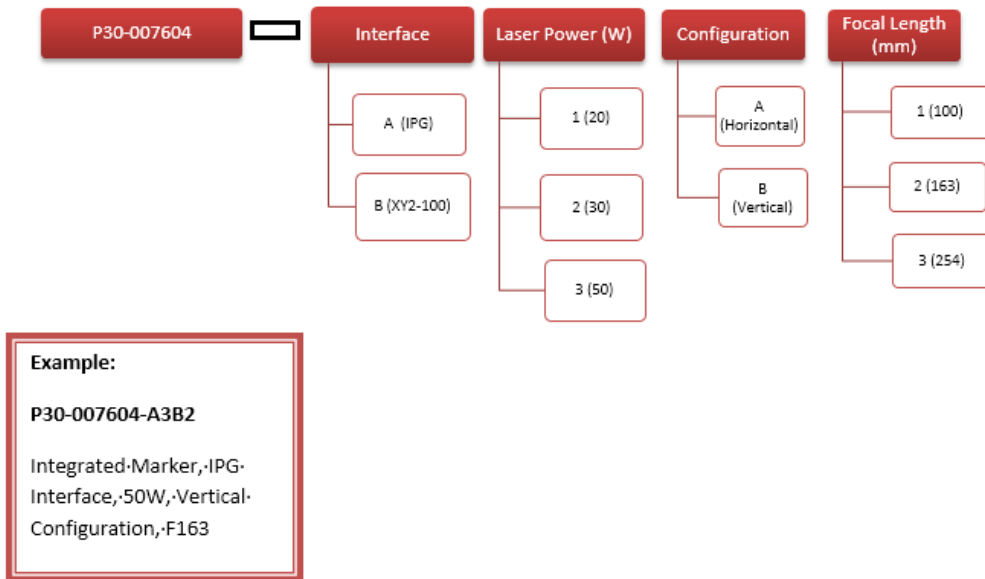 P30-007604
Interface
Laser Power (W)
Configuration
Focal Length
(mm)
A (IPG)
B (XY2-100)
1 (20)
2 (30)
3 (50)
A
(Horizontal)
B
(Vertical)
1 (100)
2 (163)
3 (254)
Example:
P30-007604-A3B2
Integrated·Marker,·IPG·
Interface,·50W,·Vertical·
Configuration,·F163